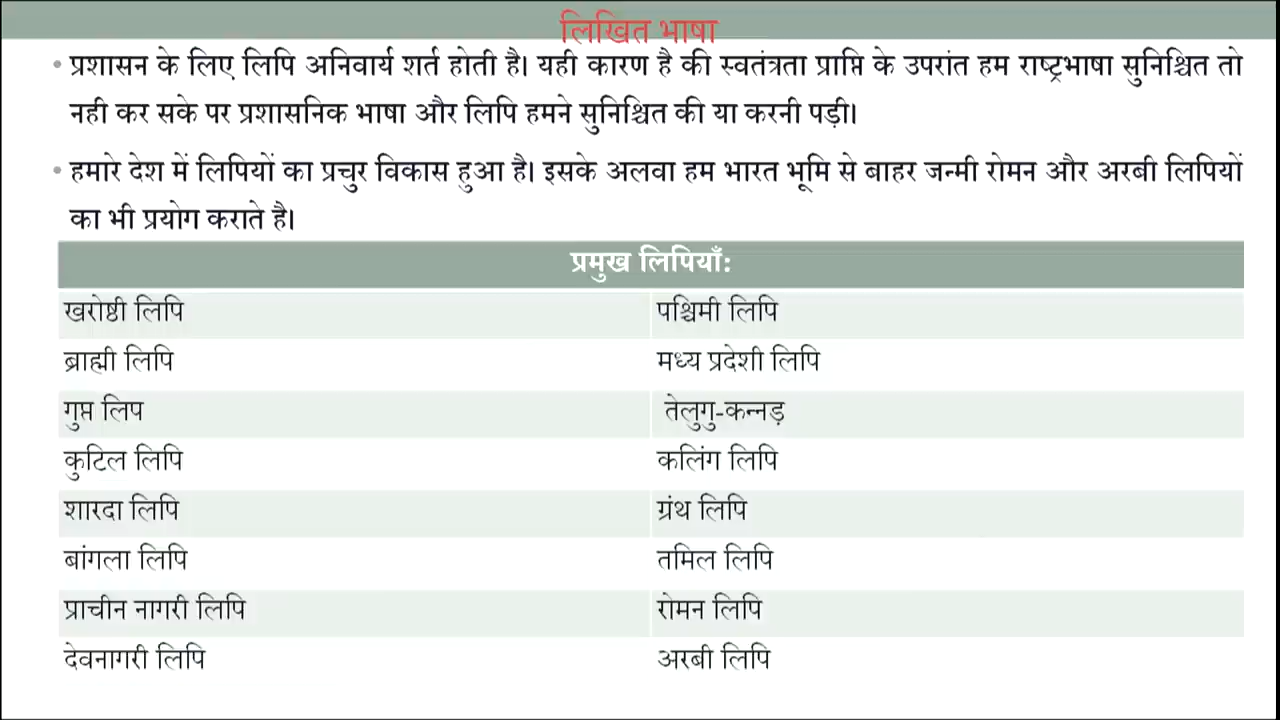 लिखित भाषा
• प्रशासन के लिए लिपि अनिवार्य शर्त होती है। यही कारण है की स्वतंत्रता प्राप्ति के उपरांत हम राष्ट्रभाषा सुनिश्चित तो
नही कर सके पर प्रशासनिक भाषा और लिपि हमने सुनिश्चित की या करनी पड़ी।
• हमारे देश में लिपियों का प्रचुर विकास हुआ है। इसके अलवा हम भारत भूमि से बाहर जन्मी रोमन और अरबी लिपियों
का भी प्रयोग कराते है।
प्रमुख लिपियाँ:
खरोष्ठी लिपि पश्चिमी लिपि
ब्राह्मी लिपि मध्य प्रदेशी लिपि
गुप्त लिप तेलुगु-कन्नड़
कुटिल लिपि कलिंग लिपि
शारदा लिपि ग्रंथ लिपि
बांगला लिपि तमिल लिपि
प्राचीन नागरी लिपि रोमन लिपि
देवनागरी लिपि अरबी लिपि